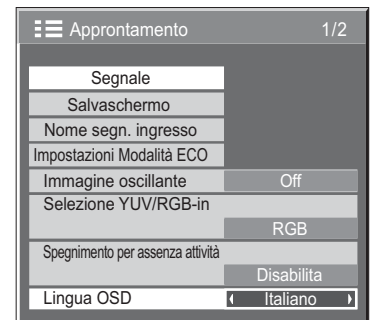 Approntamento 1/2
Segnale
Salvaschermo
Nome segn. ingresso
Impostazioni Modalità ECO
Immagine oscillante Off
Selezione YUV/RGB-in
RGB
Spegnimento per assenza attività
Disabilita
Lingua OSD Italiano